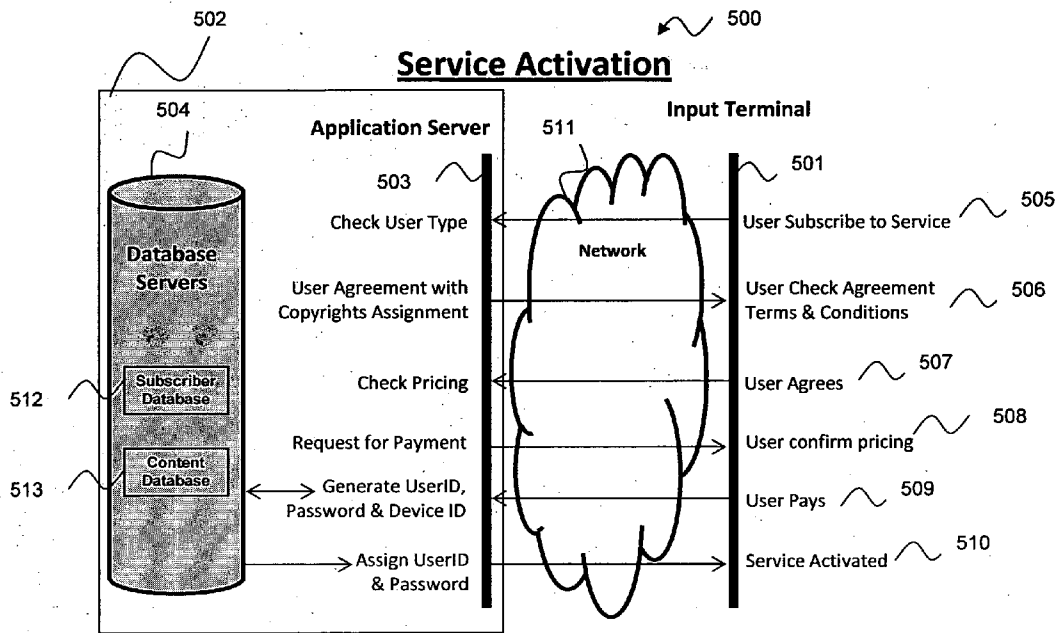 502
500
Service Activation
504
Application Server
511
Input Terminal
503
501
Check User Type
User Subscribe to Service
505
Database
Servers
Network
User Agreement with
Copyrights Assignment
User Check Agreement
Terms & Conditions
506
512
Subscriber
Database
Check Pricing
User Agrees
507
Request for Payment
User confirm pricing
508
513
Content
Database
Generate UserID,
Password & Device ID
User Pays
509
Assign UserID
& Password
Service Activated
510